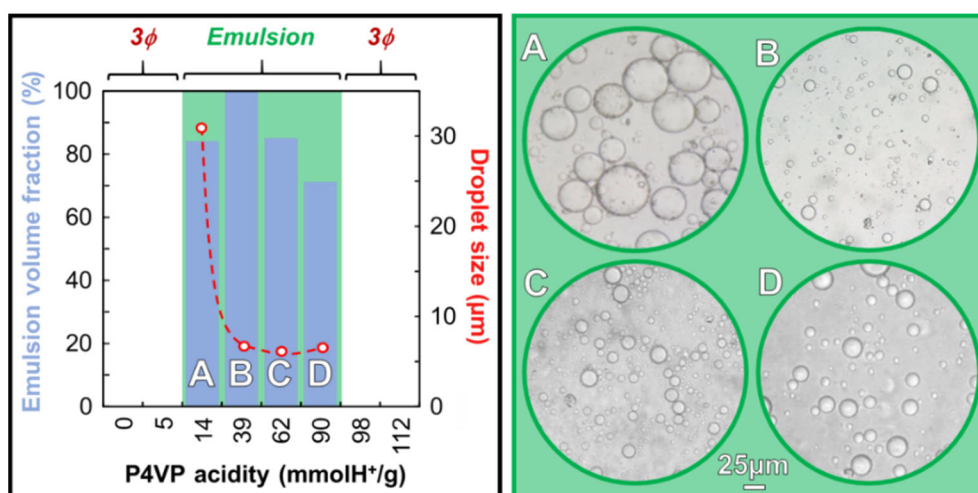 3ϕ Emulsion 3ϕ
Emulsion volume fraction (%)
100
80
60
40
20
0
A B C D
30
20
10
0
Droplet size (μm)
0 5 14 39 62 90 98 112
P4VP acidity (mmolH⁺/g)
A
B
C
D
25μm